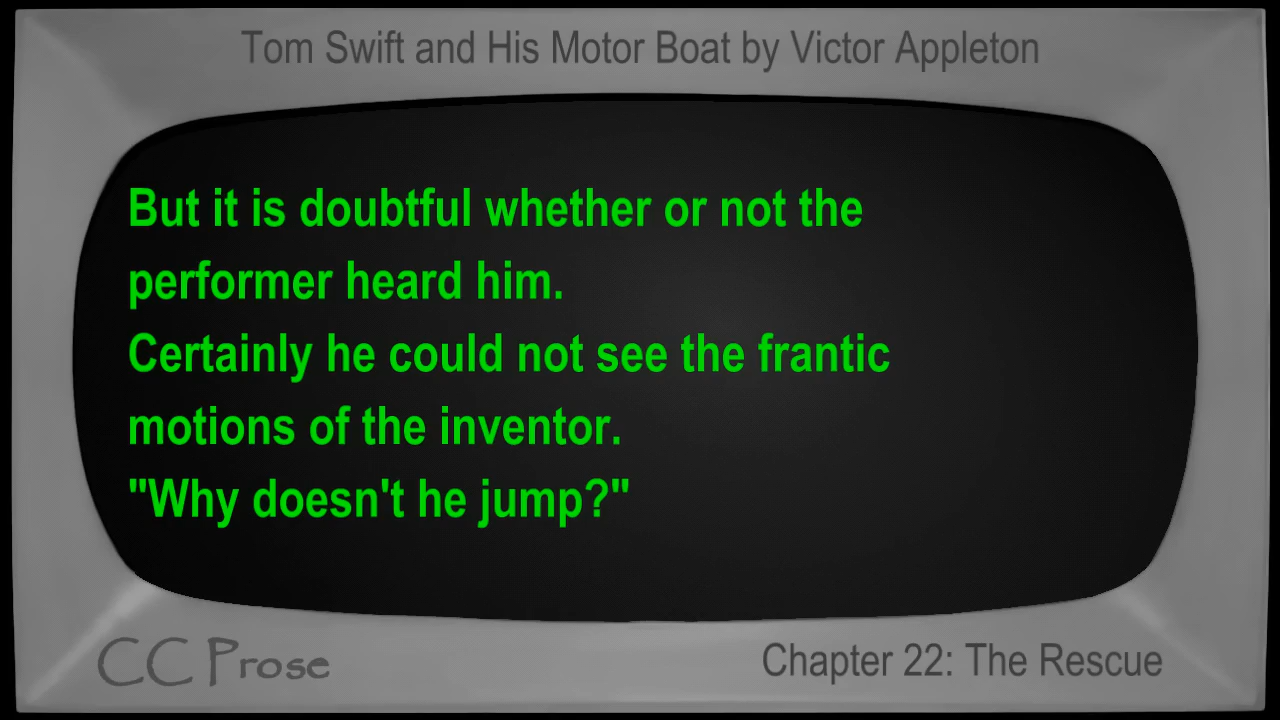 Tom Swift and His Motor Boat by Victor Appleton
But it is doubtful whether or not the
performer heard him.
Certainly he could not see the frantic
motions of the inventor.
"Why doesn't he jump?"
CC Prose
Chapter 22: The Rescue